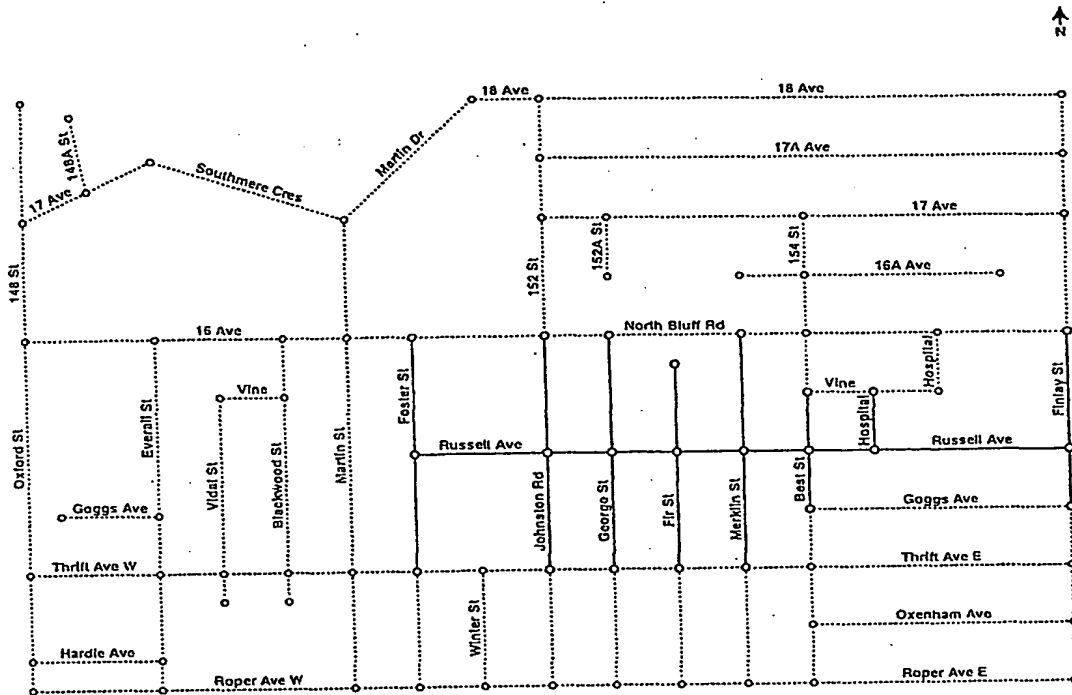 N
18 Ave
18 Ave
148A St
Martin Dr
17A Ave
Southmere Cres
17 Ave
17 Ave
148 St
152 St
152A St
154 St
16A Ave
16 Ave
North Bluff Rd
Hospital
Foster St
Vine
Vine
Finlay St
Everall St
Hospital
Russell Ave
Russell Ave
Oxford St
Vidal St
Blackwood St
Martin St
Best St
Goggs Ave
Johnston Rd
George St
Fir St
Merklin St
Goggs Ave
Thrift Ave W
Thrift Ave E
Winter St
Oxenham Ave
Hardie Ave
Roper Ave W
Roper Ave E